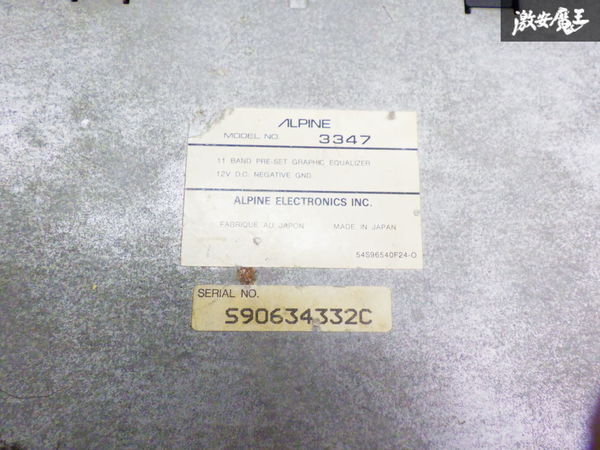 激安魔王
ALPINE
MODEL NO. 3347
11 BAND PRE-SET GRAPHIC EQUALIZER
12V D.C. NEGATIVE GND.
ALPINE ELECTRONICS INC.
FABRIQUE AU JAPON MADE IN JAPAN
54S96540F24-O
SERIAL NO.
S90634332C